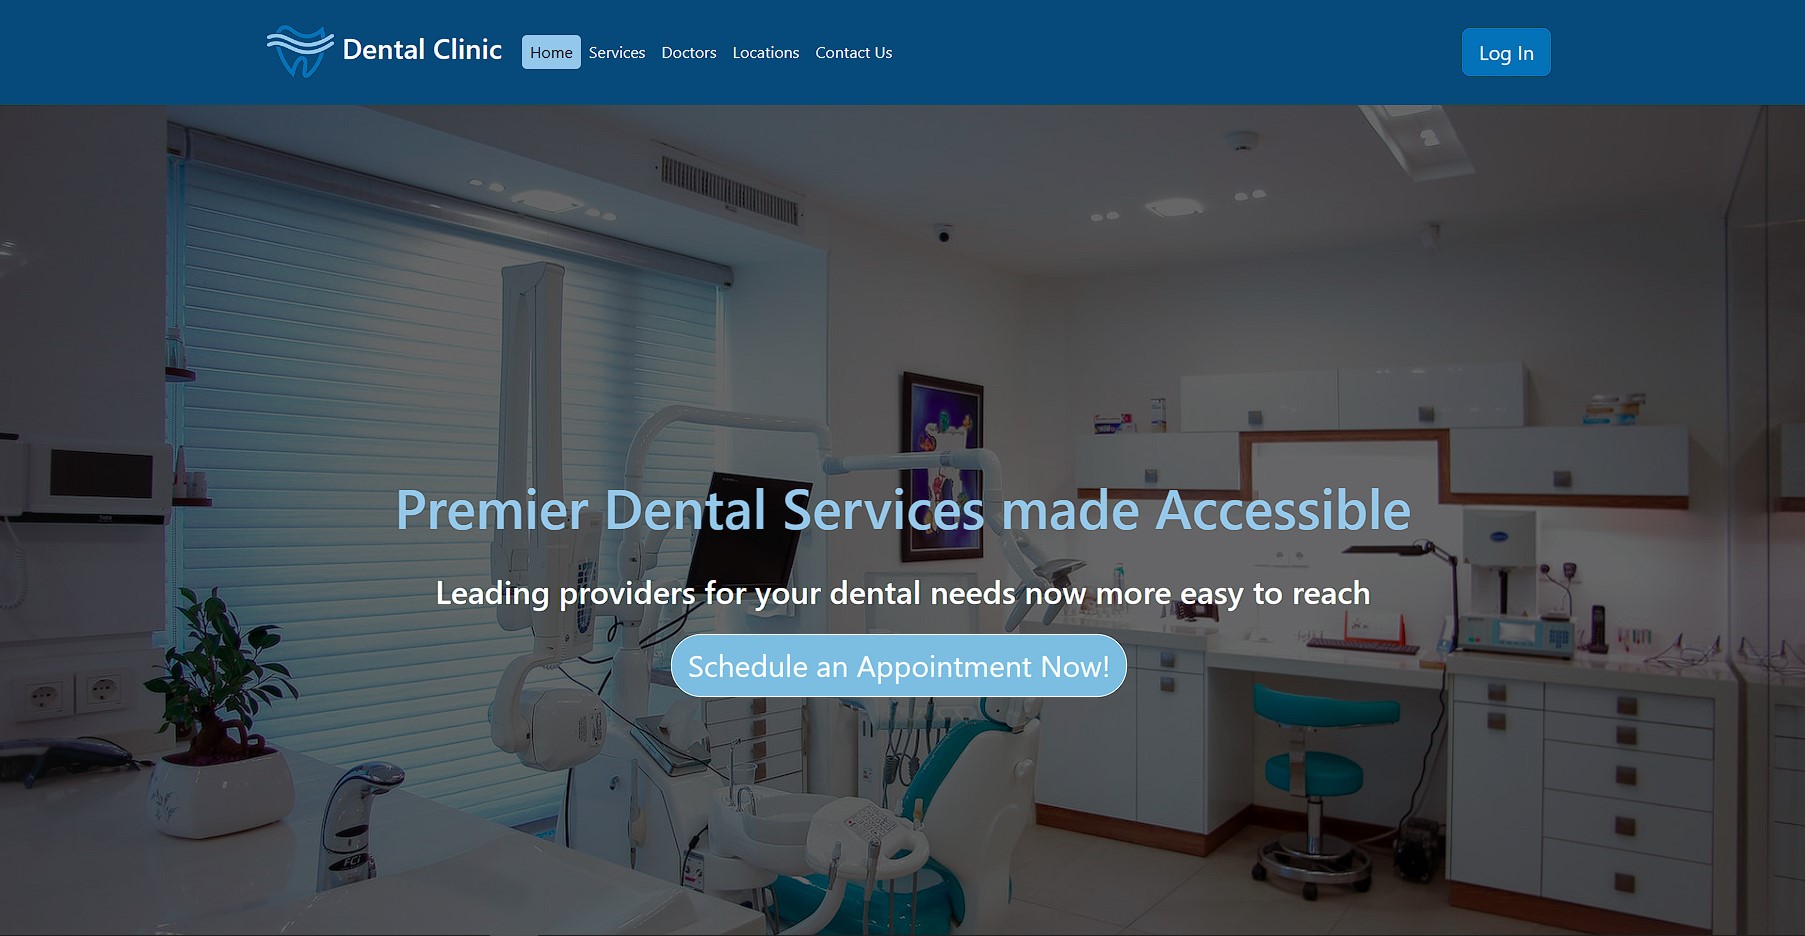 Dental Clinic
Home Services Doctors Locations Contact Us
Log In
Premier Dental Services made Accessible
Leading providers for your dental needs now more easy to reach
Schedule an Appointment Now!
FCi